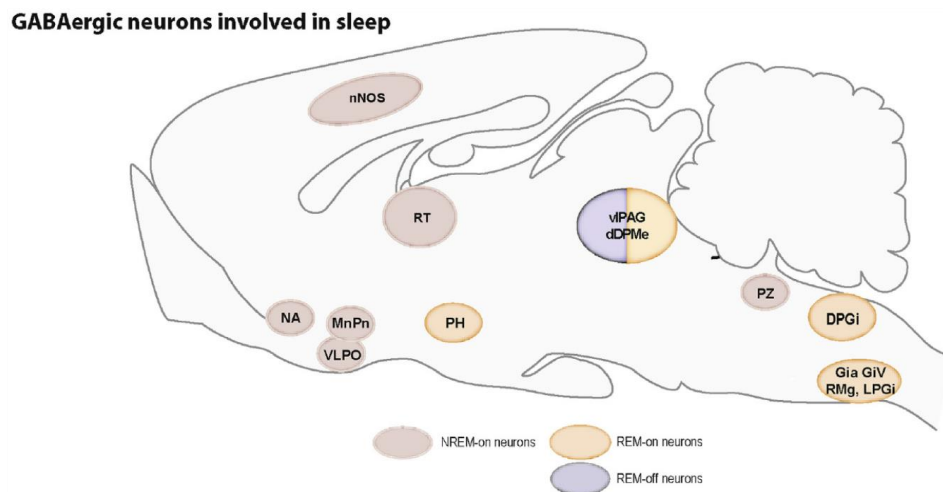 GABAergic neurons involved in sleep
nNOS
RT
vlPAG
dDPMe
PZ
DPGi
NA
MnPn
VLPO
PH
Gia GiV
RMg, LPGi
NREM-on neurons
REM-on neurons
REM-off neurons